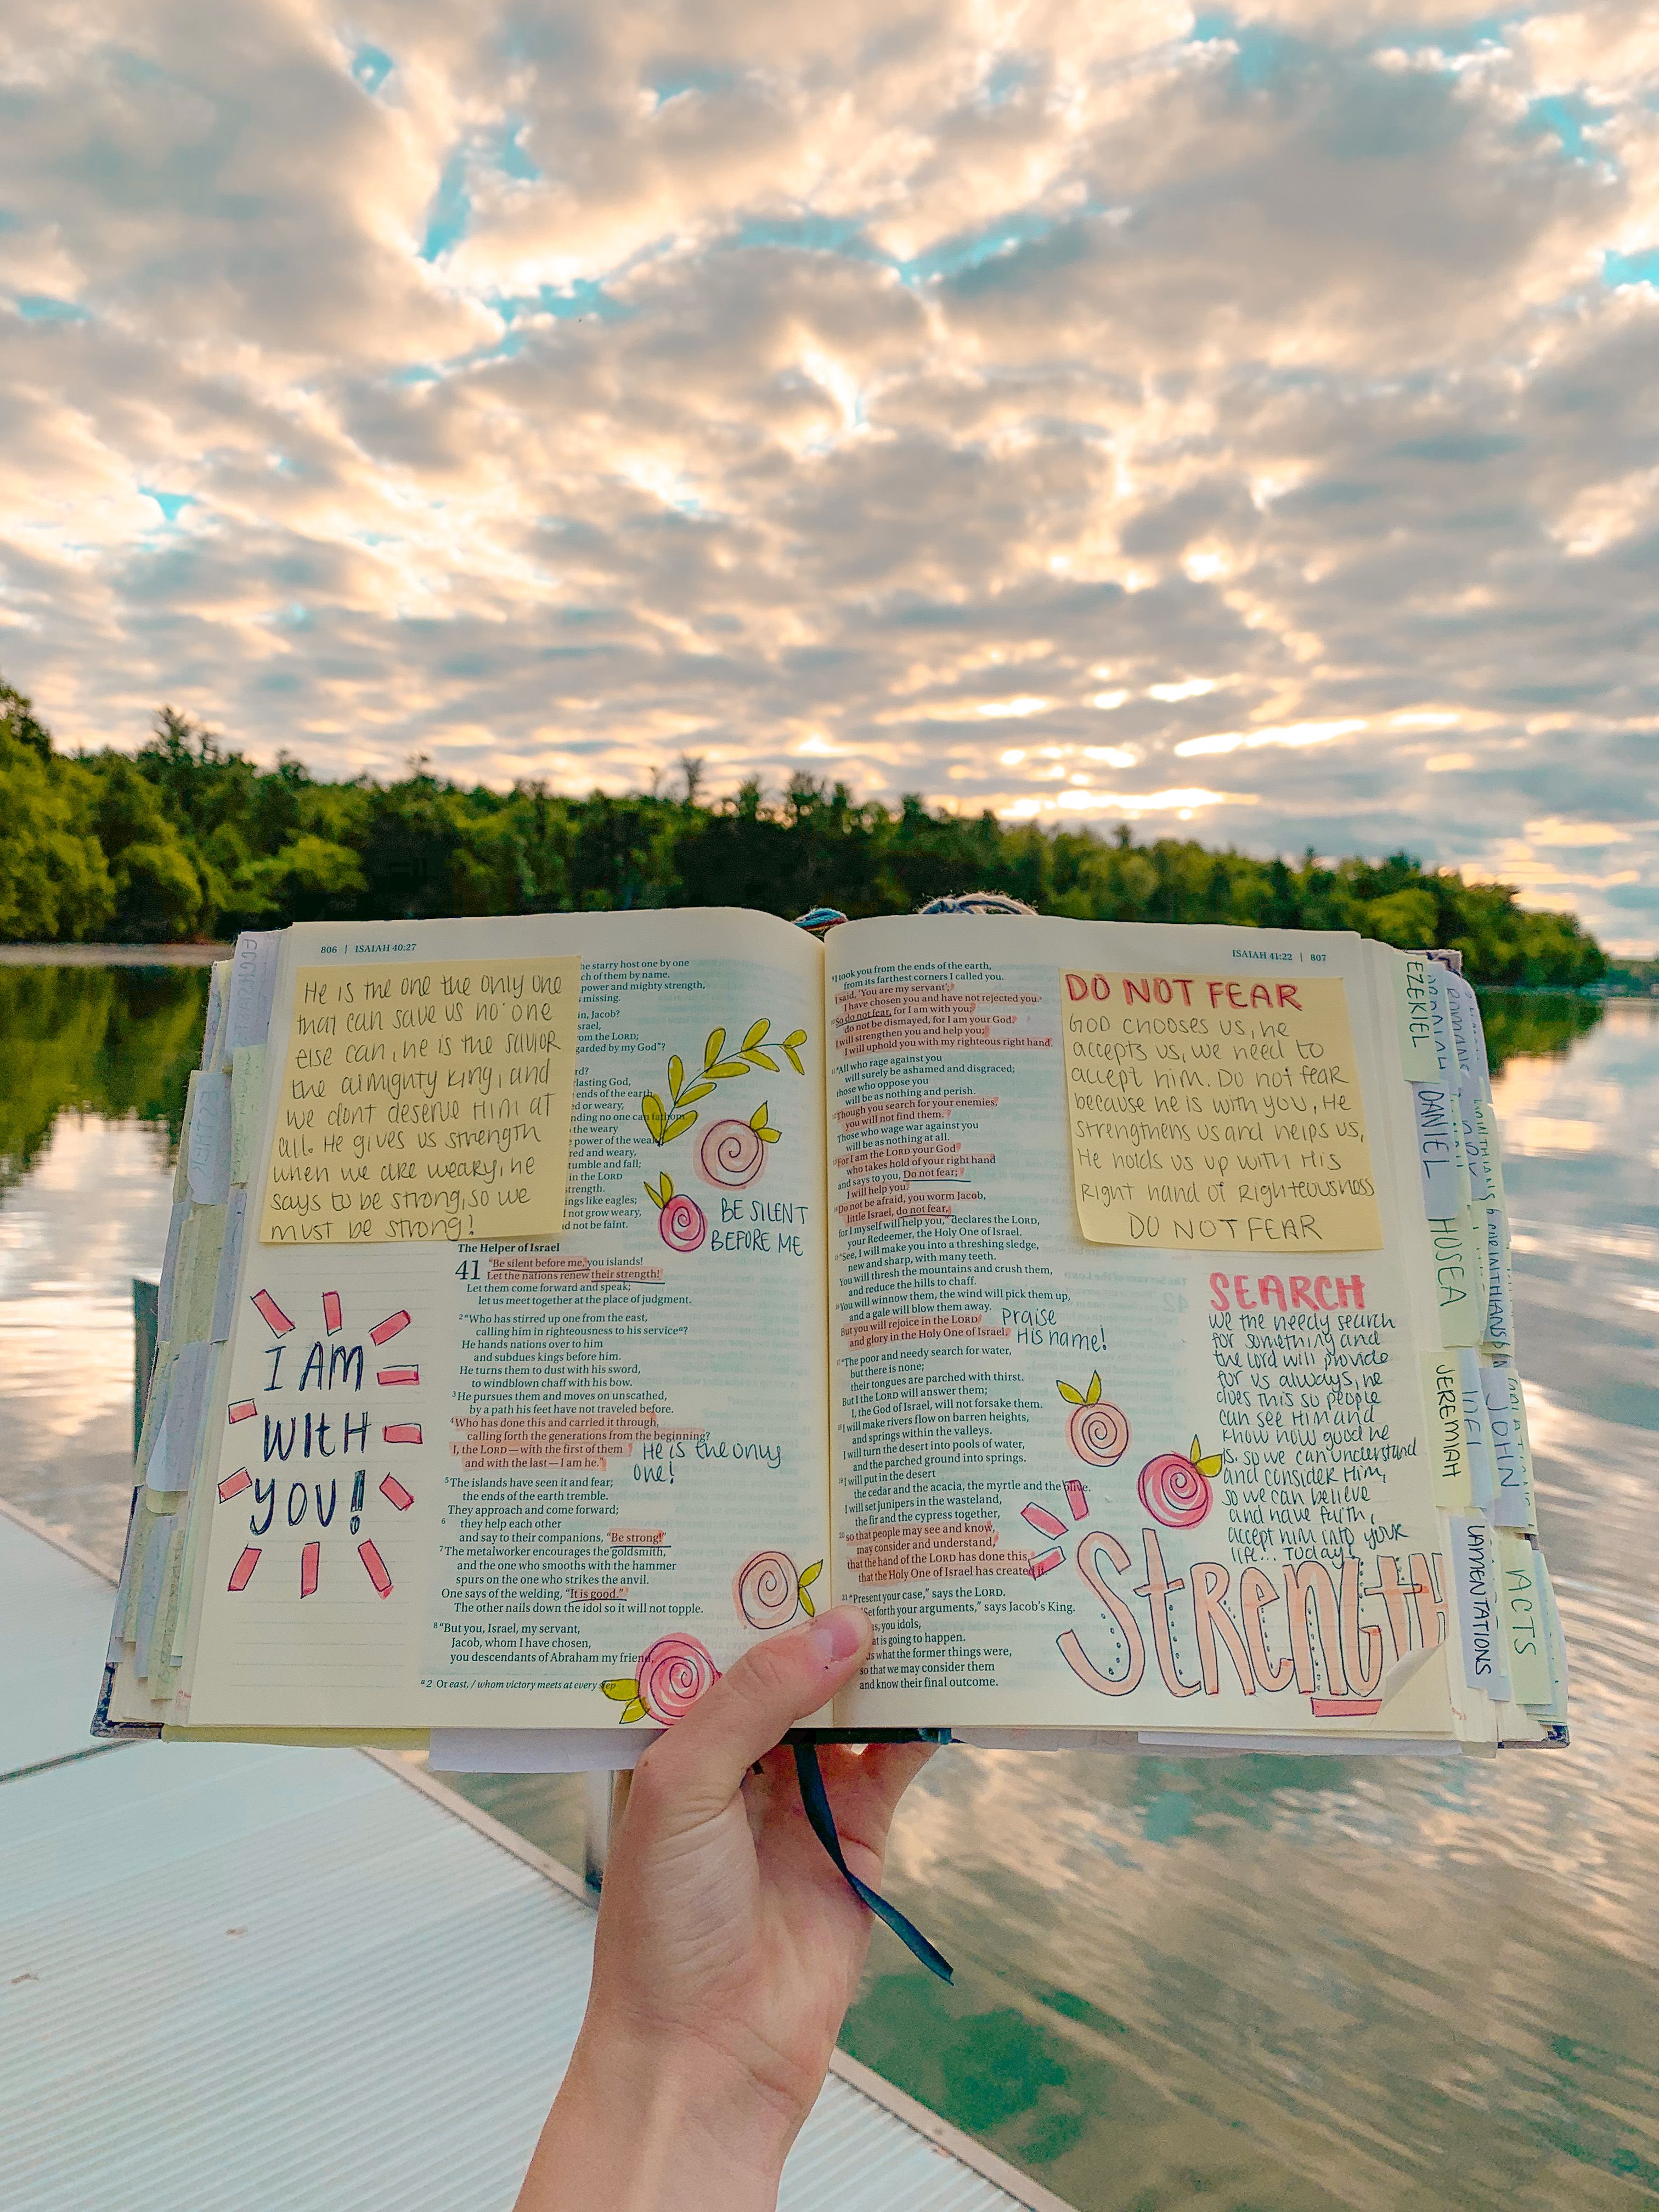 806 | ISAIAH 40:27
He is the one the only one
that can save us no one
else can, he is the savior
the almighty king, and
we dont deserve Him at
all. He gives us strength
when we are weary, he
says to be strong, so we
must be strong!
he starry host one by one
ch of them by name.
power and mighty strength,
missing.
in, Jacob?
srael,
om the LORD;
garded by my God"?
rd?
lasting God,
ends of the earth.
ed or weary,
nding no one can fathom.
the weary
power of the weak.
red and weary,
tumble and fall;
in the LORD
strength.
ings like eagles;
not grow weary,
d not be faint.
BE SILENT
BEFORE ME
The Helper of Israel
41 "Be silent before me, you islands!
Let the nations renew their strength!
Let them come forward and speak;
let us meet together at the place of judgment.
2 "Who has stirred up one from the east,
calling him in righteousness to his service a?
He hands nations over to him
and subdues kings before him.
He turns them to dust with his sword,
to windblown chaff with his bow.
3 He pursues them and moves on unscathed,
by a path his feet have not traveled before.
4 Who has done this and carried it through,
calling forth the generations from the beginning?
I, the LORD—with the first of them
and with the last—I am he."
He is the only
one!
5 The islands have seen it and fear;
the ends of the earth tremble.
They approach and come forward;
6 they help each other
and say to their companions, "Be strong!"
7 The metalworker encourages the goldsmith,
and the one who smooths with the hammer
spurs on the one who strikes the anvil.
One says of the welding, "It is good."
The other nails down the idol so it will not topple.
8 "But you, Israel, my servant,
Jacob, whom I have chosen,
you descendants of Abraham my friend,
a 2 Or east, / whom victory meets at every step
I AM
WITH
YOU!
ISAIAH 41:22 | 807
9 I took you from the ends of the earth,
from its farthest corners I called you.
I said, 'You are my servant';
I have chosen you and have not rejected you.
10 So do not fear, for I am with you;
do not be dismayed, for I am your God.
I will strengthen you and help you;
I will uphold you with my righteous right hand.
11 "All who rage against you
will surely be ashamed and disgraced;
those who oppose you
will be as nothing and perish.
12 Though you search for your enemies,
you will not find them.
Those who wage war against you
will be as nothing at all.
13 For I am the LORD your God
who takes hold of your right hand
and says to you, Do not fear;
I will help you.
14 Do not be afraid, you worm Jacob,
little Israel, do not fear,
for I myself will help you," declares the LORD,
your Redeemer, the Holy One of Israel.
15 "See, I will make you into a threshing sledge,
new and sharp, with many teeth.
You will thresh the mountains and crush them,
and reduce the hills to chaff.
16 You will winnow them, the wind will pick them up,
and a gale will blow them away.
But you will rejoice in the LORD
and glory in the Holy One of Israel.
Praise
His name!
17 "The poor and needy search for water,
but there is none;
their tongues are parched with thirst.
But I the LORD will answer them;
I, the God of Israel, will not forsake them.
18 I will make rivers flow on barren heights,
and springs within the valleys.
I will turn the desert into pools of water,
and the parched ground into springs.
19 I will put in the desert
the cedar and the acacia, the myrtle and the olive.
I will set junipers in the wasteland,
the fir and the cypress together,
20 so that people may see and know,
may consider and understand,
that the hand of the LORD has done this,
that the Holy One of Israel has created it.
21 "Present your case," says the LORD.
"Set forth your arguments," says Jacob's King.
us, you idols,
at is going to happen.
us what the former things were,
so that we may consider them
and know their final outcome.
DO NOT FEAR
GOD CHOOSES US, he
accepts us, we need to
accept him. Do not fear
because he is with you, He
strengthens us and helps us,
He holds us up with His
Right hand of Righteousness
DO NOT FEAR
SEARCH
we the needy search
for something and
the lord will provide
for us always, he
does this so people
can see Him and
know how good he
is, so we can understand
and consider Him,
so we can believe
and have faith,
accept him into your
life... Today!
STRENGTH
EZEKIEL
DANIEL
HOSEA
JEREMIAH
JOEL
JOHN
LAMENTATIONS
ACTS